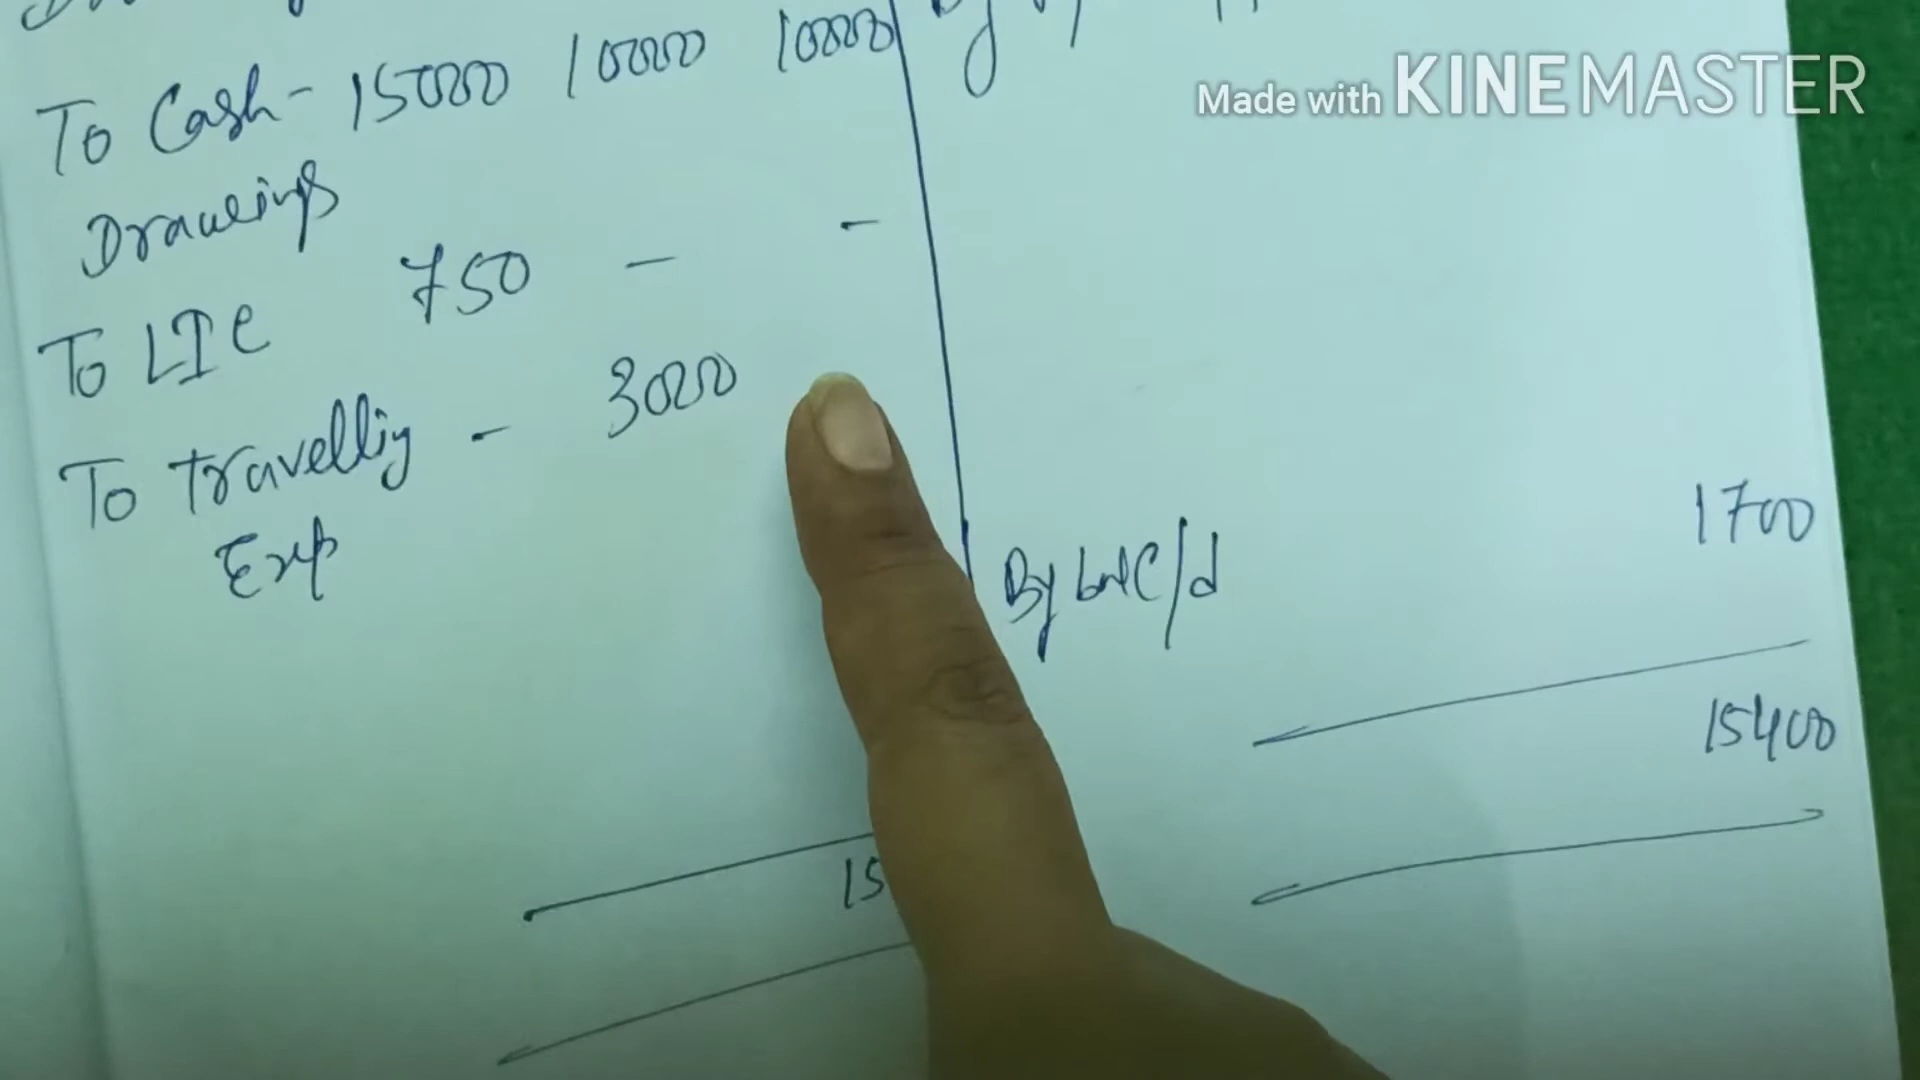 Made with KINEMASTER
To Cash - 15000 10000 10000
Drawings
To LIC 750 - -
To travelling - 3000
Exp
By bal C/d 1700
15400
15